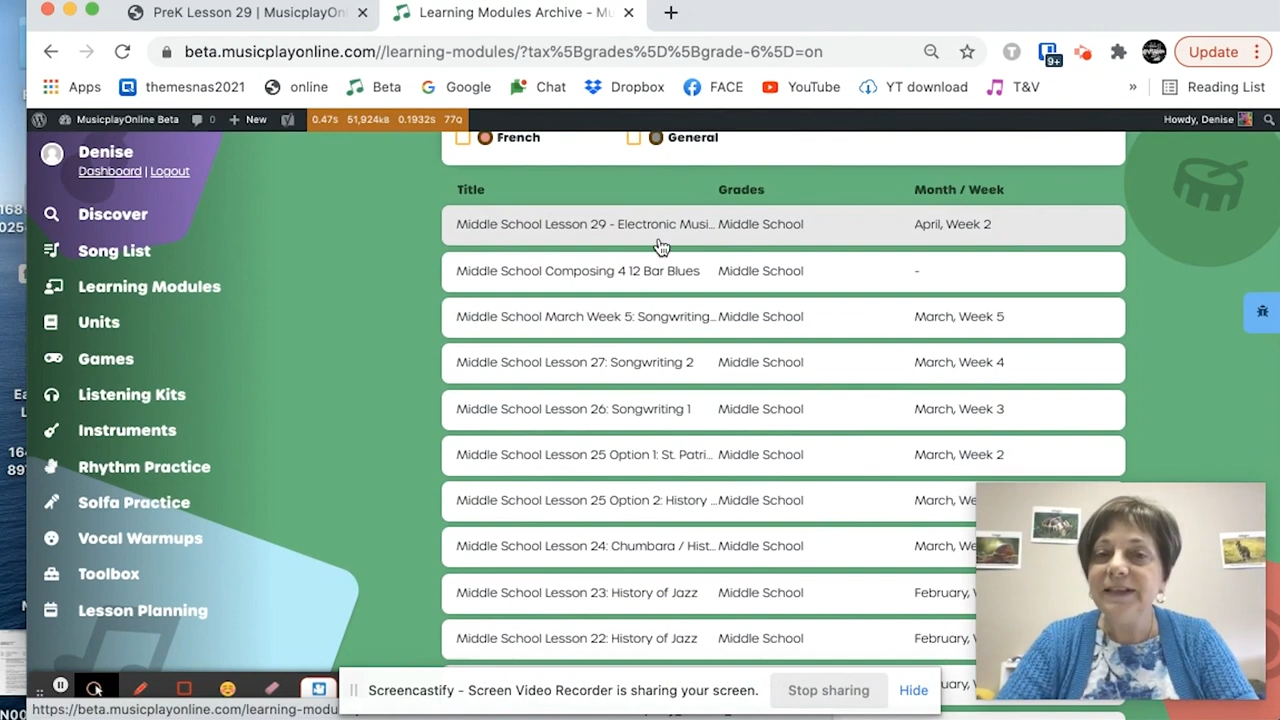 PreK Lesson 29 | MusicplayOnl
Learning Modules Archive - Mu
beta.musicplayonline.com//learning-modules/?tax%5Bgrades%5D%5Bgrade-6%5D=on
9+
Update
Apps
themesnas2021
online
Beta
Google
Chat
Dropbox
FACE
YouTube
YT download
T&V
»
Reading List
MusicplayOnline Beta
0
New
0.47s 51,924kB 0.1932s 77Q
Howdy, Denise
Denise
Dashboard | Logout
Discover
Song List
Learning Modules
Units
Games
Listening Kits
Instruments
Rhythm Practice
Solfa Practice
Vocal Warmups
Toolbox
Lesson Planning
French
General
Title Grades Month / Week
Middle School Lesson 29 - Electronic Musi... Middle School April, Week 2
Middle School Composing 4 12 Bar Blues Middle School -
Middle School March Week 5: Songwriting... Middle School March, Week 5
Middle School Lesson 27: Songwriting 2 Middle School March, Week 4
Middle School Lesson 26: Songwriting 1 Middle School March, Week 3
Middle School Lesson 25 Option 1: St. Patri... Middle School March, Week 2
Middle School Lesson 25 Option 2: History ... Middle School March, We
Middle School Lesson 24: Chumbara / Hist... Middle School March, We
Middle School Lesson 23: History of Jazz Middle School February, W
Middle School Lesson 22: History of Jazz Middle School February, W
Screencastify - Screen Video Recorder is sharing your screen.
Stop sharing
Hide
https://beta.musicplayonline.com/learning-modu